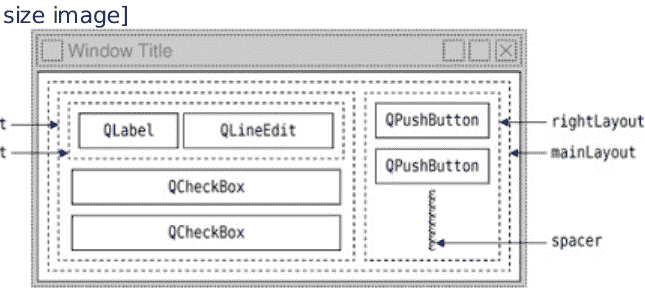 size image]
Window Title
t
t
QLabel
QLineEdit
QCheckBox
QCheckBox
QPushButton
QPushButton
rightLayout
mainLayout
spacer